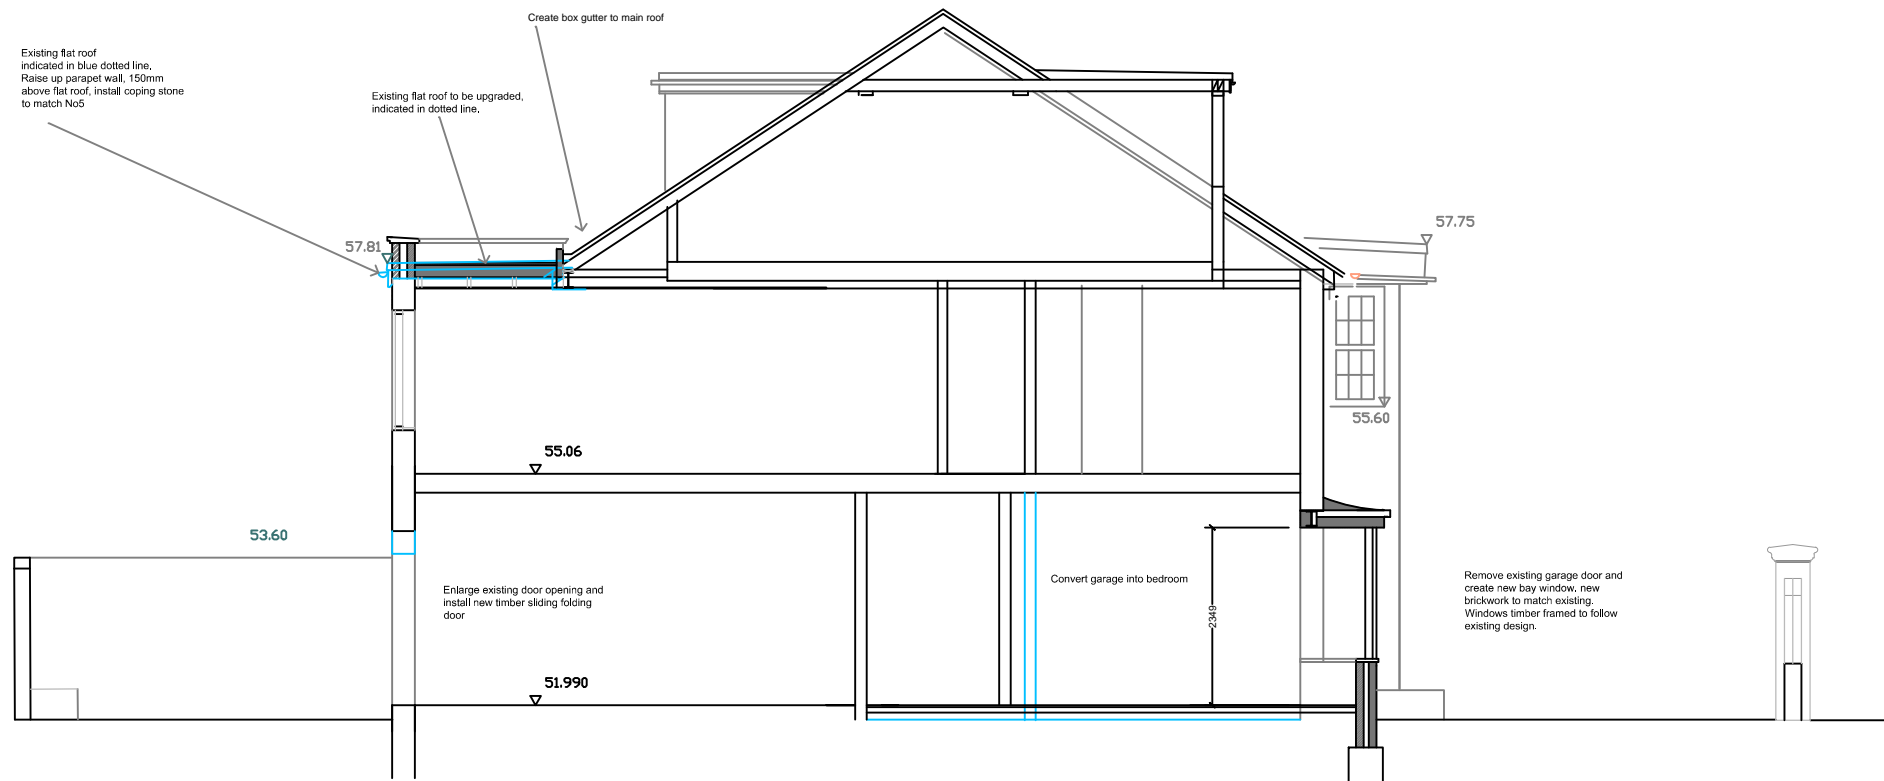 Create box gutter to main roof
Existing flat roof
indicated in blue dotted line,
Raise up parapet wall, 150mm
above flat roof, install coping stone
to match No5
Existing flat roof to be upgraded,
indicated in dotted line,
57.81
57.75
55.60
55.06
53.60
Enlarge existing door opening and
install new timber sliding folding
door
Convert garage into bedroom
2349
Remove existing garage door and
create new bay window, new
brickwork to match existing.
Windows timber framed to follow
existing design.
51.990